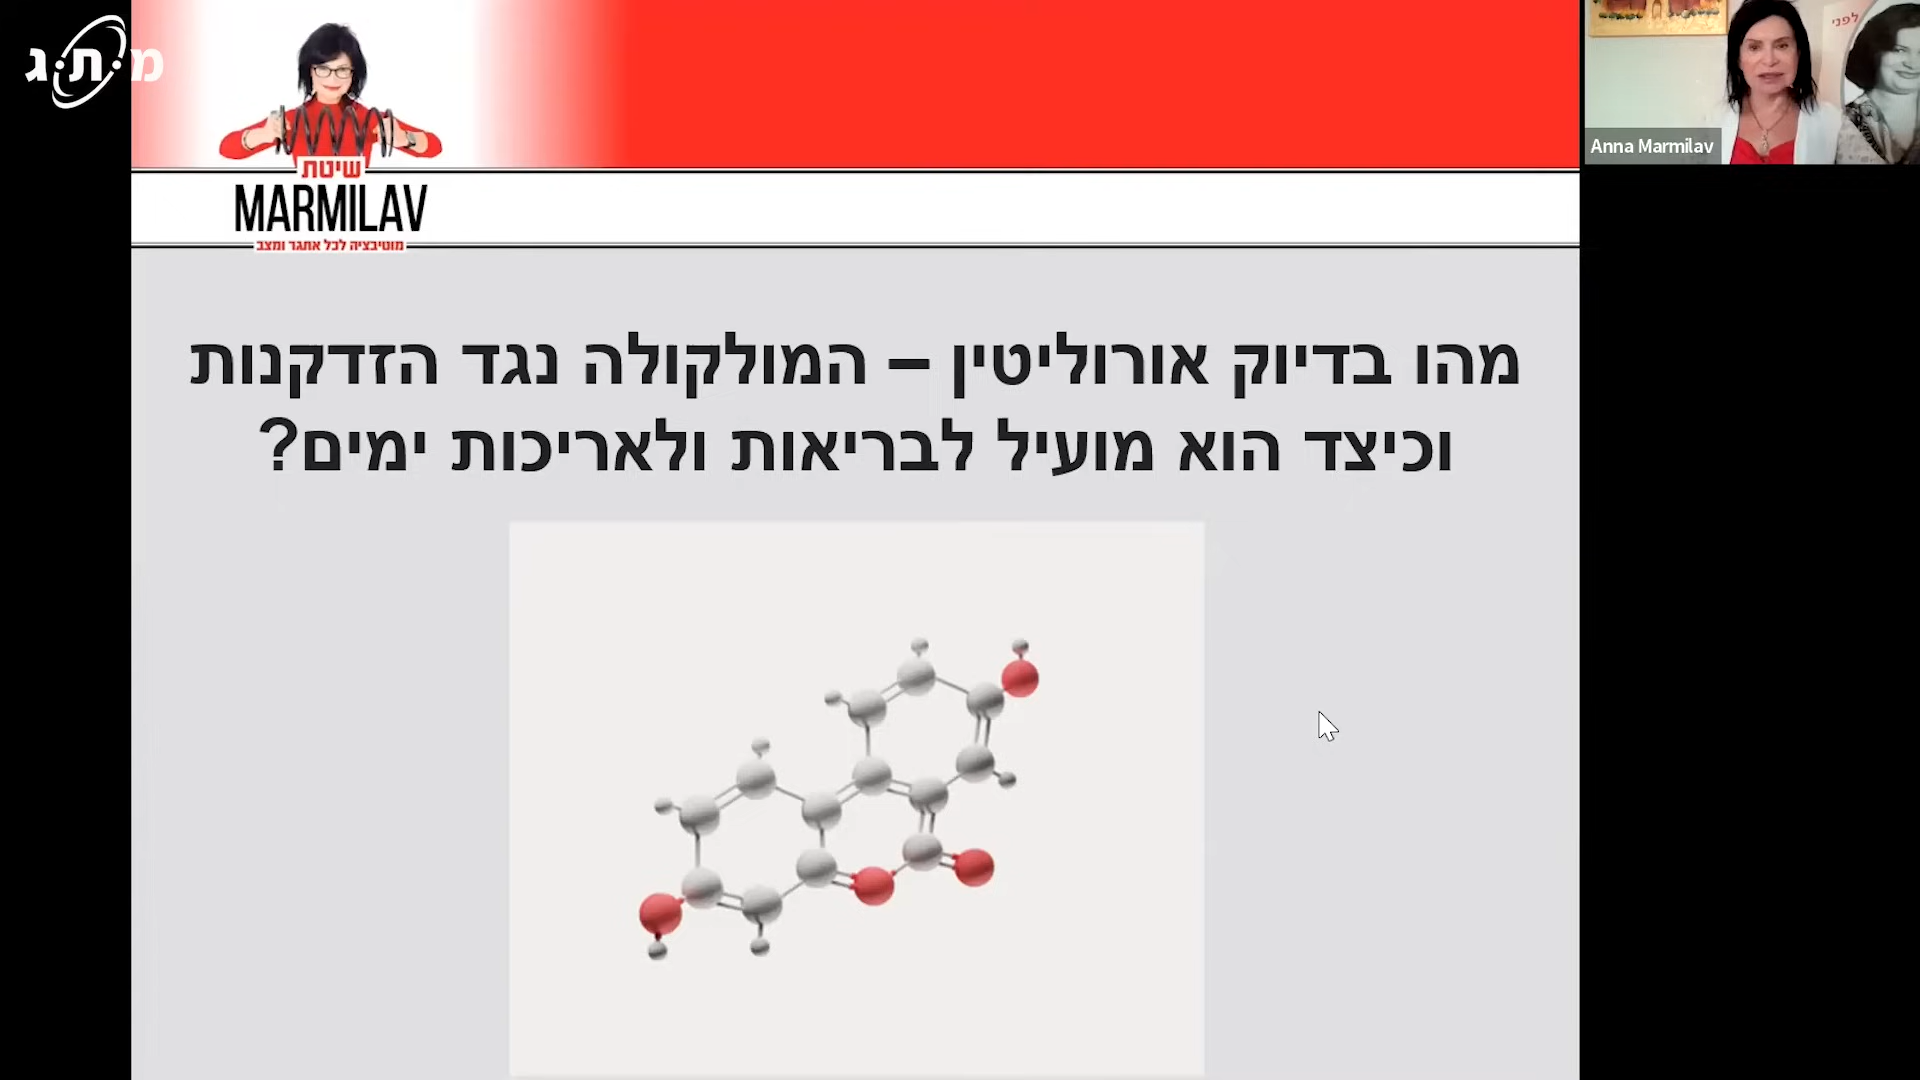 מ.ת.ג
לפני
Anna Marmilav
שיטת
MARMILAV
מוטיבציה לכל אתגר ומצב
מהו בדיוק אורוליטין – המולקולה נגד הזדקנות
וכיצד הוא מועיל לבריאות ולאריכות ימים?